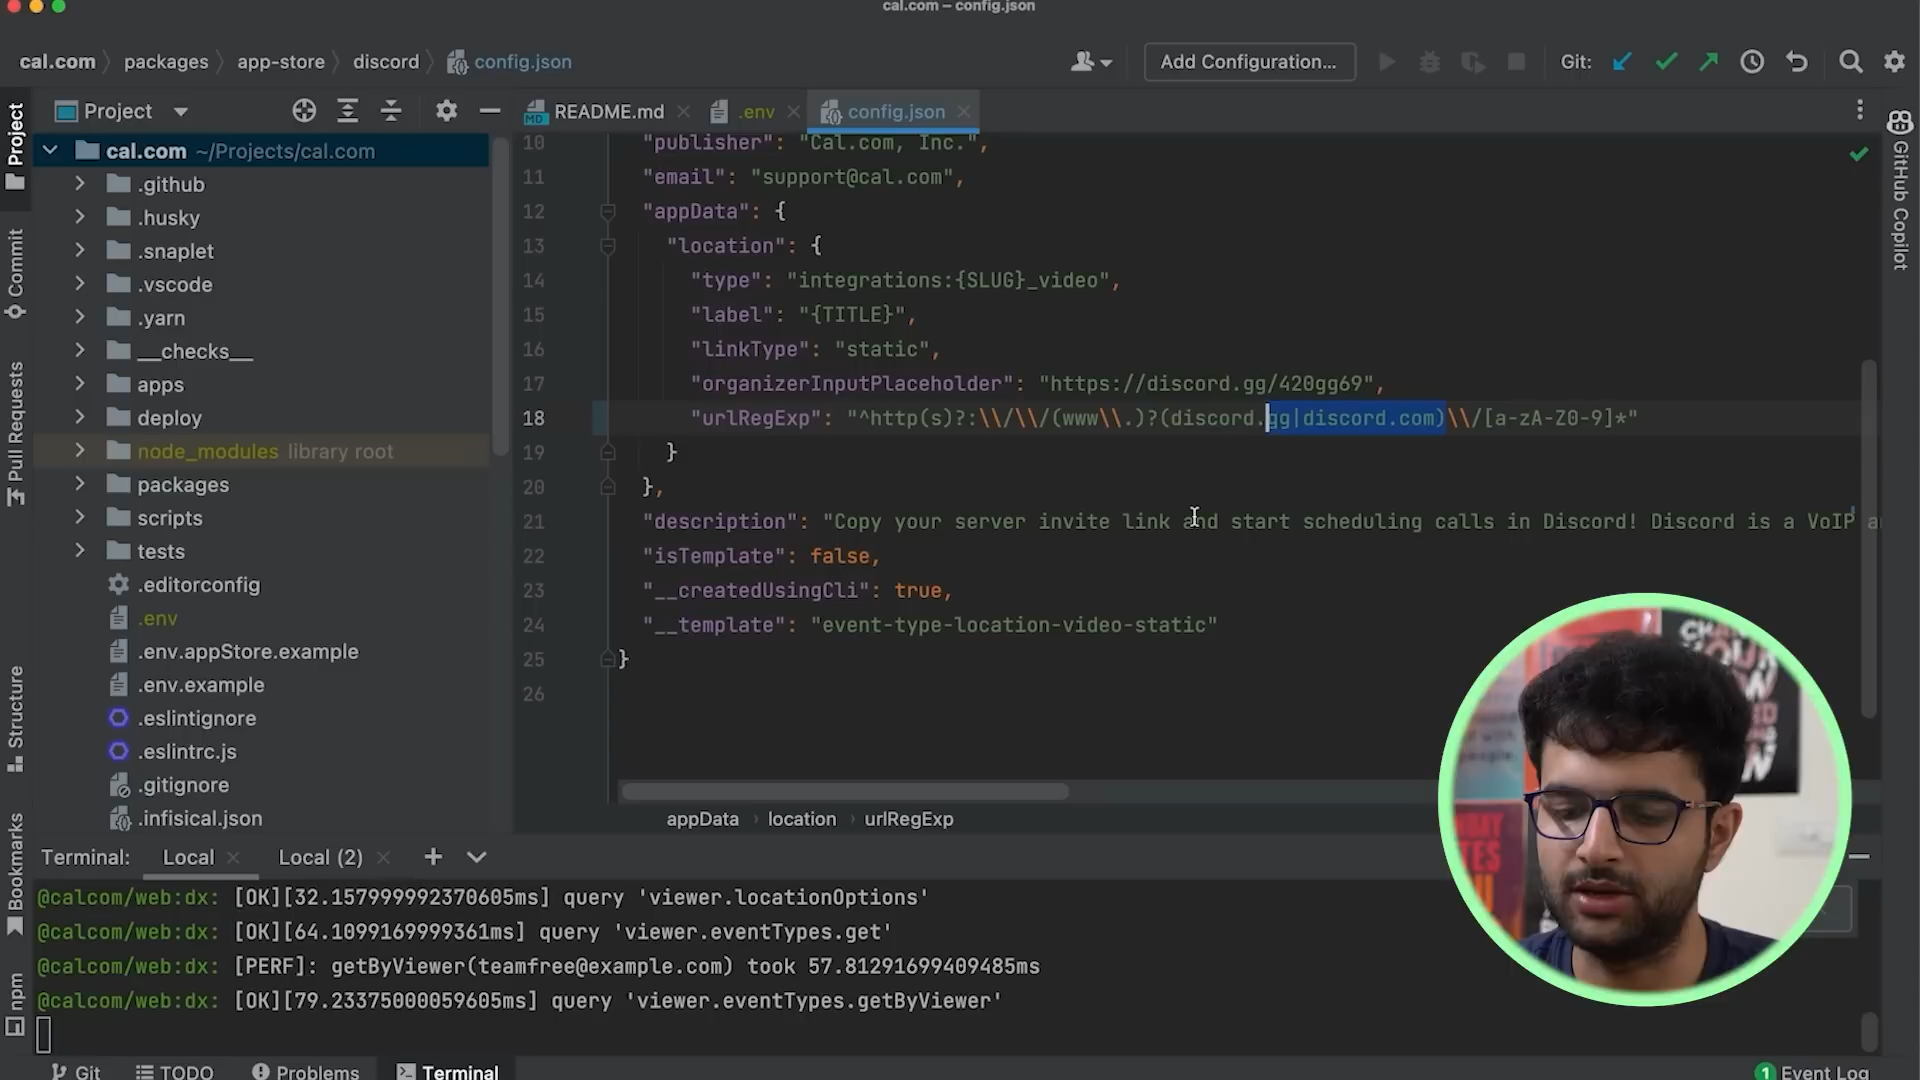 cal.com – config.json
cal.com packages app-store discord config.json
Add Configuration...
Git:
Project
README.md
.env
config.json
Project
Commit
Pull Requests
Structure
Bookmarks
npm
GitHub Copilot
cal.com ~/Projects/cal.com
.github
.husky
.snaplet
.vscode
.yarn
__checks__
apps
deploy
node_modules library root
packages
scripts
tests
.editorconfig
.env
.env.appStore.example
.env.example
.eslintignore
.eslintrc.js
.gitignore
.infisical.json
10 "publisher": "Cal.com, Inc.",
11 "email": "support@cal.com",
12 "appData": {
13 "location": {
14 "type": "integrations:{SLUG}_video",
15 "label": "{TITLE}",
16 "linkType": "static",
17 "organizerInputPlaceholder": "https://discord.gg/420gg69",
18 "urlRegExp": "^http(s)?:\\/\\/(www\\.)?(discord.gg|discord.com)\\/[a-zA-Z0-9]*"
19 }
20 },
21 "description": "Copy your server invite link and start scheduling calls in Discord! Discord is a VoIP a
22 "isTemplate": false,
23 "__createdUsingCli": true,
24 "__template": "event-type-location-video-static"
25 }
26
appData location urlRegExp
Terminal: Local Local (2)
@calcom/web:dx: [OK][32.157999992370605ms] query 'viewer.locationOptions'
@calcom/web:dx: [OK][64.1099169999361ms] query 'viewer.eventTypes.get'
@calcom/web:dx: [PERF]: getByViewer(teamfree@example.com) took 57.81291699409485ms
@calcom/web:dx: [OK][79.23375000059605ms] query 'viewer.eventTypes.getByViewer'
Git TODO Problems Terminal
1 Event Log